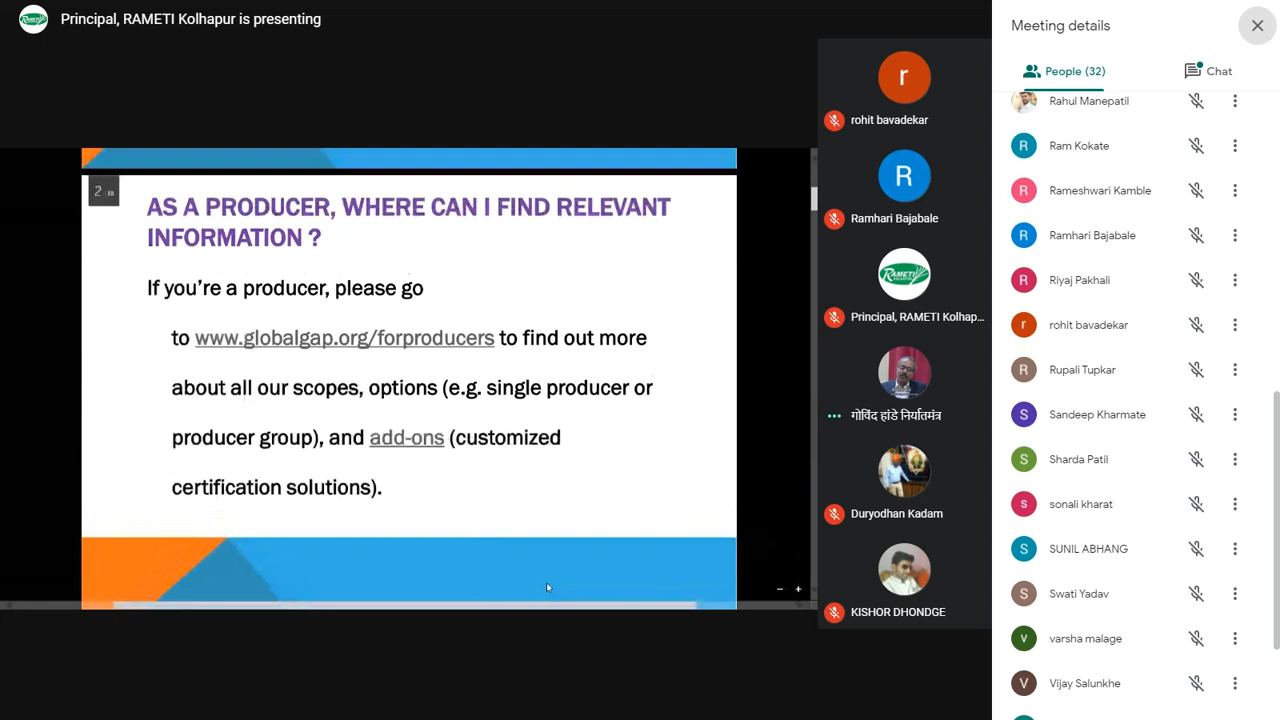 Principal, RAMETI Kolhapur is presenting
2
AS A PRODUCER, WHERE CAN I FIND RELEVANT
INFORMATION ?
If you’re a producer, please go
to www.globalgap.org/forproducers to find out more
about all our scopes, options (e.g. single producer or
producer group), and add-ons (customized
certification solutions).
r
rohit bavadekar
R
Ramhari Bajabale
RAMETI
Principal, RAMETI Kolhap...
गोविंद हांडे निर्यातमंत्र
Duryodhan Kadam
KISHOR DHONDGE
Meeting details
People (32)
Chat
Rahul Manepatil
R Ram Kokate
R Rameshwari Kamble
R Ramhari Bajabale
R Riyaj Pakhali
r rohit bavadekar
R Rupali Tupkar
S Sandeep Kharmate
S Sharda Patil
s sonali kharat
S SUNIL ABHANG
S Swati Yadav
v varsha malage
V Vijay Salunkhe